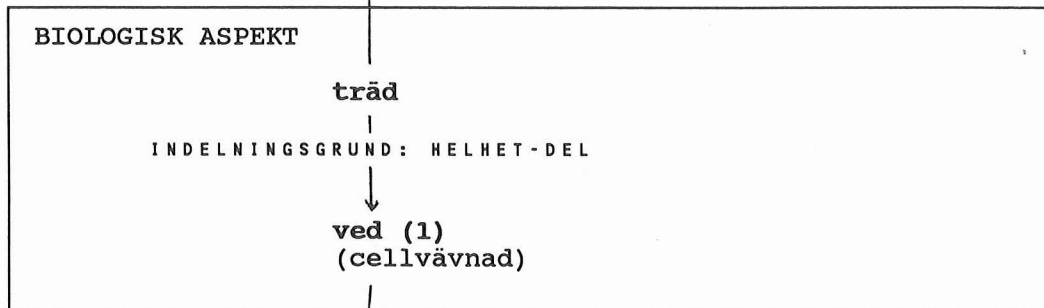 BIOLOGISK ASPEKT
träd
INDELNINGSGRUND: HELHET-DEL
ved (1)
(cellvävnad)